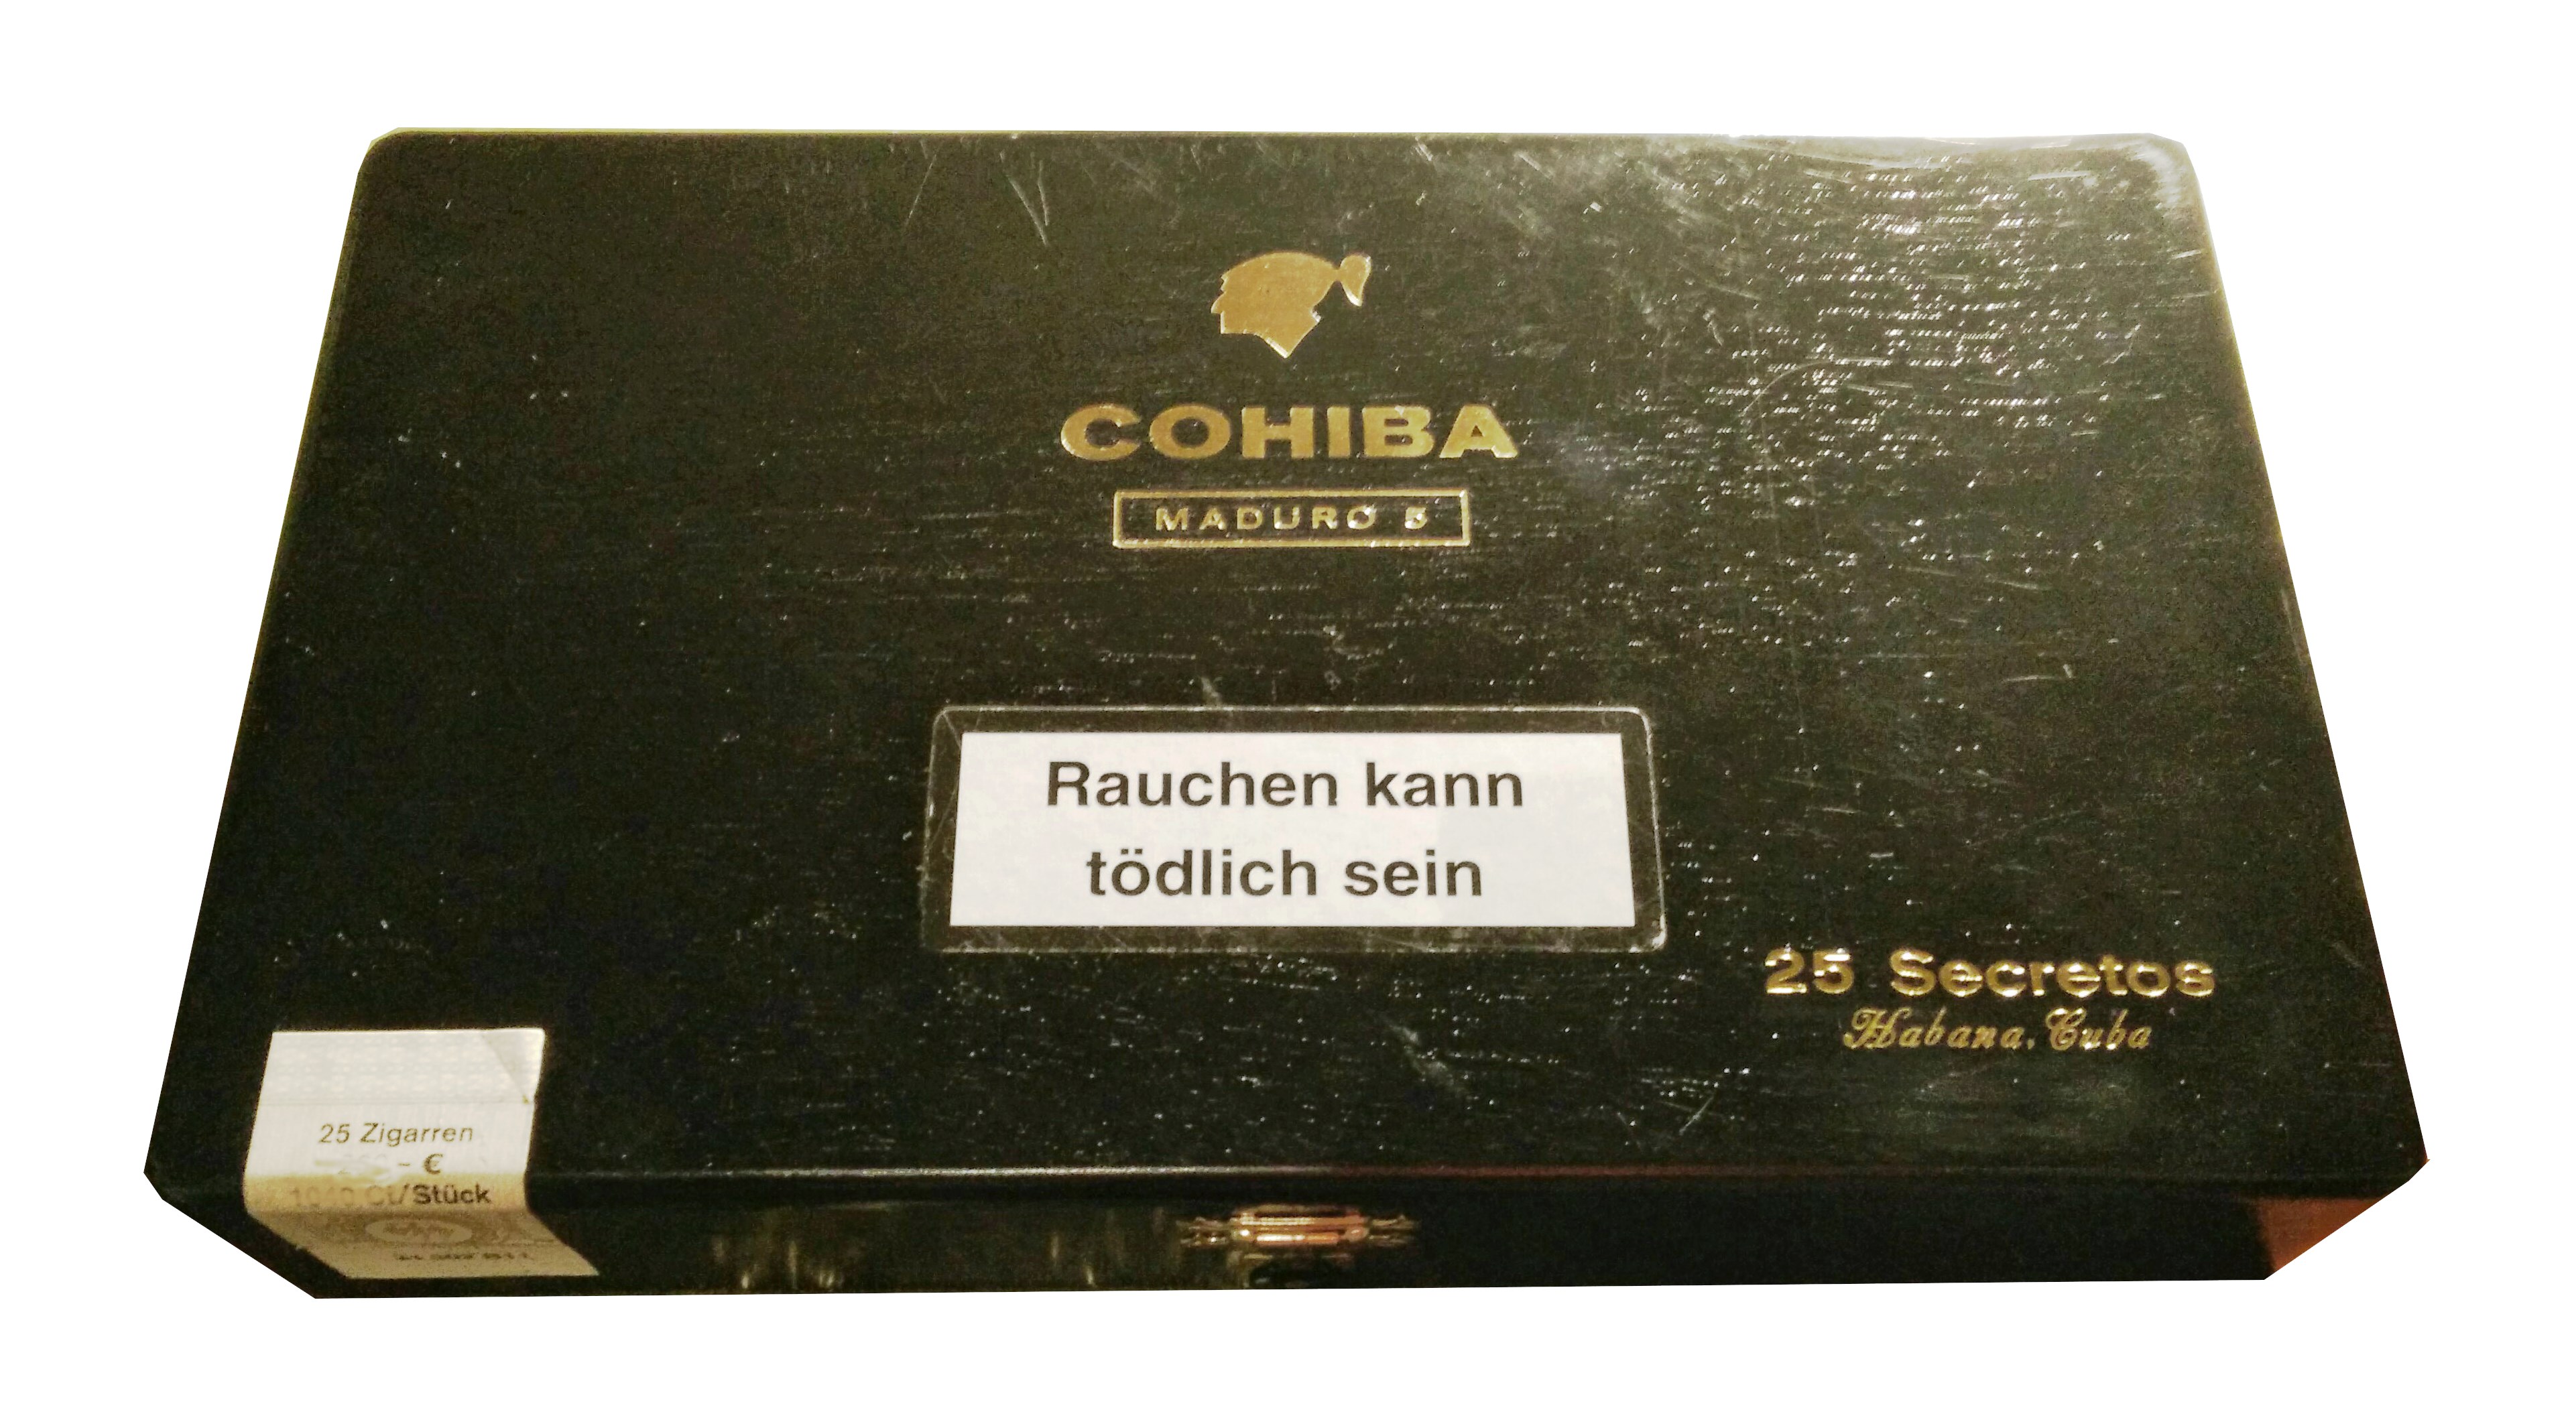 COHIBA
MADURO 5
Rauchen kann
tödlich sein
25 Secretos
Habana, Cuba
25 Zigarren
- €
Ct/Stück